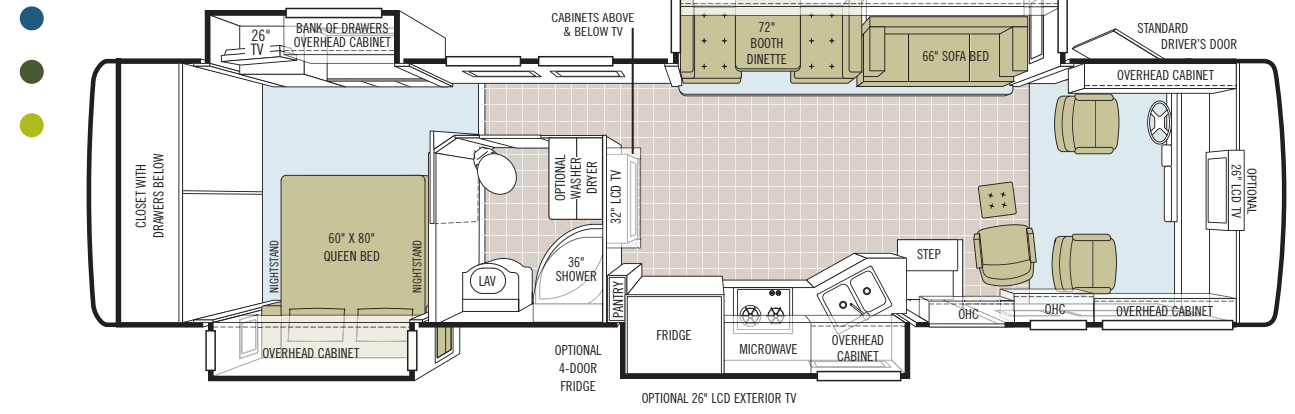 CABINETS ABOVE
& BELOW TV
26"
TV
BANK OF DRAWERS
OVERHEAD CABINET
72"
BOOTH
DINETTE
66" SOFA BED
STANDARD
DRIVER'S DOOR
OVERHEAD CABINET
CLOSET WITH
DRAWERS BELOW
OPTIONAL
WASHER-
DRYER
32" LCD TV
OPTIONAL
26" LCD TV
NIGHTSTAND
60" X 80"
QUEEN BED
NIGHTSTAND
LAV
36"
SHOWER
PANTRY
STEP
FRIDGE
MICROWAVE
OVERHEAD
CABINET
OHC
OHC
OVERHEAD CABINET
OVERHEAD CABINET
OPTIONAL
4-DOOR
FRIDGE
OPTIONAL 26" LCD EXTERIOR TV